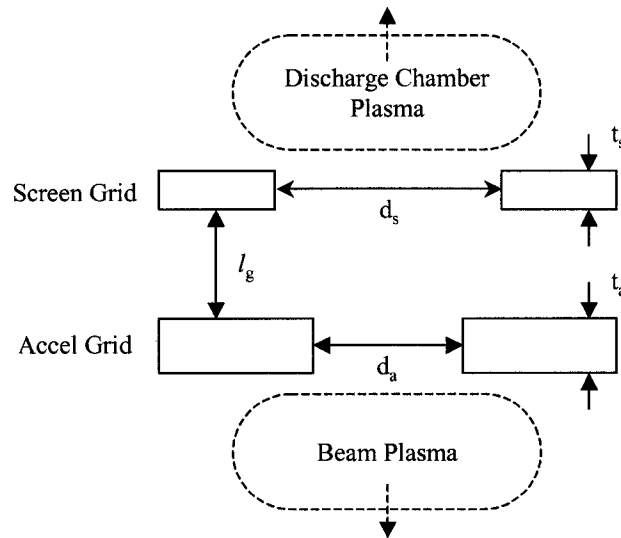 Discharge Chamber
Plasma
t_s
Screen Grid
d_s
l_g
t_a
Accel Grid
d_a
Beam Plasma